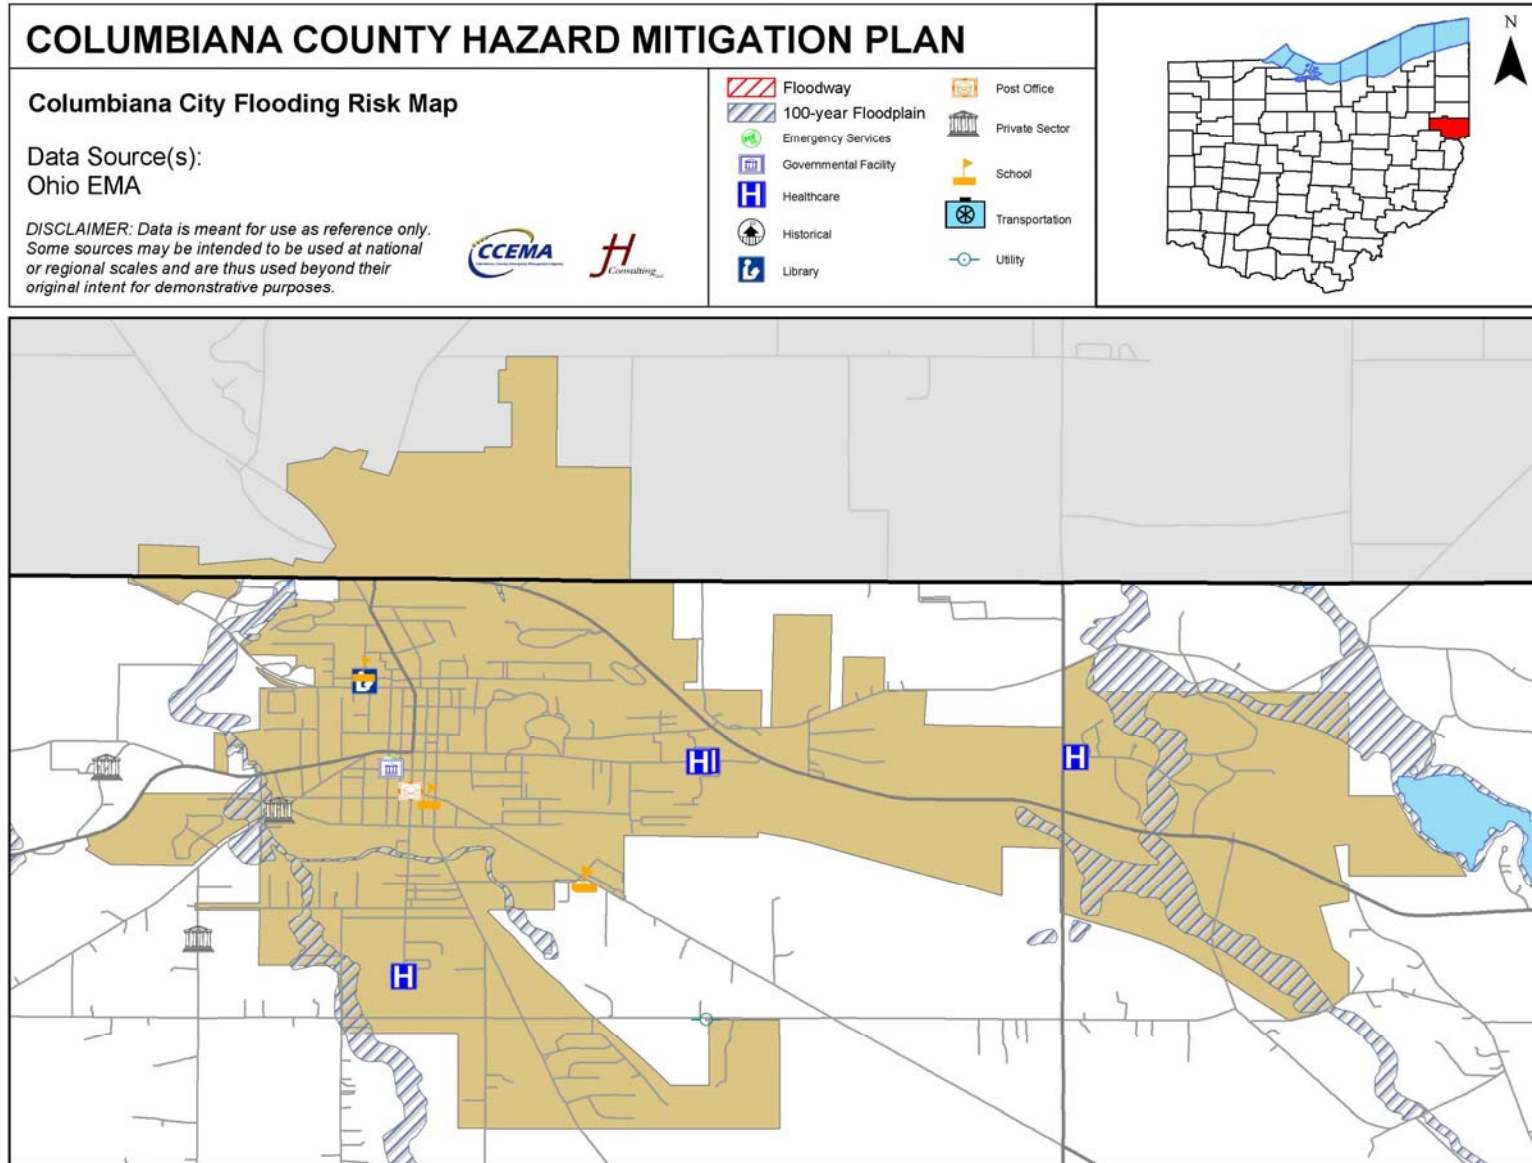 COLUMBIANA COUNTY HAZARD MITIGATION PLAN
Columbiana City Flooding Risk Map
Data Source(s):
Ohio EMA
DISCLAIMER: Data is meant for use as reference only.
Some sources may be intended to be used at national
or regional scales and are thus used beyond their
original intent for demonstrative purposes.
CCEMA
JH
Consulting
Floodway
100-year Floodplain
Emergency Services
Governmental Facility
H
Healthcare
Historical
Library
Post Office
Private Sector
School
Transportation
Utility
N
H
H
H
H